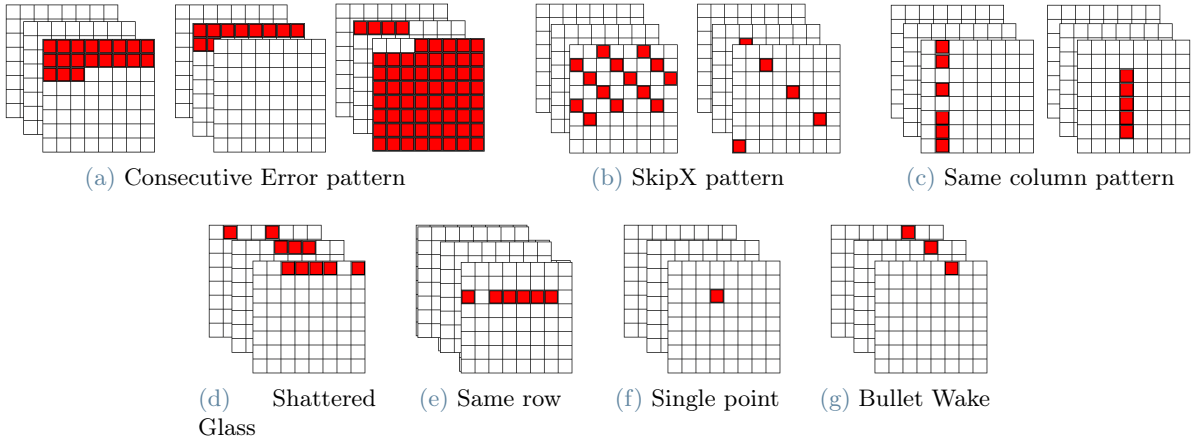 (a) Consecutive Error pattern
(b) SkipX pattern
(c) Same column pattern
(d) Shattered
Glass
(e) Same row
(f) Single point
(g) Bullet Wake